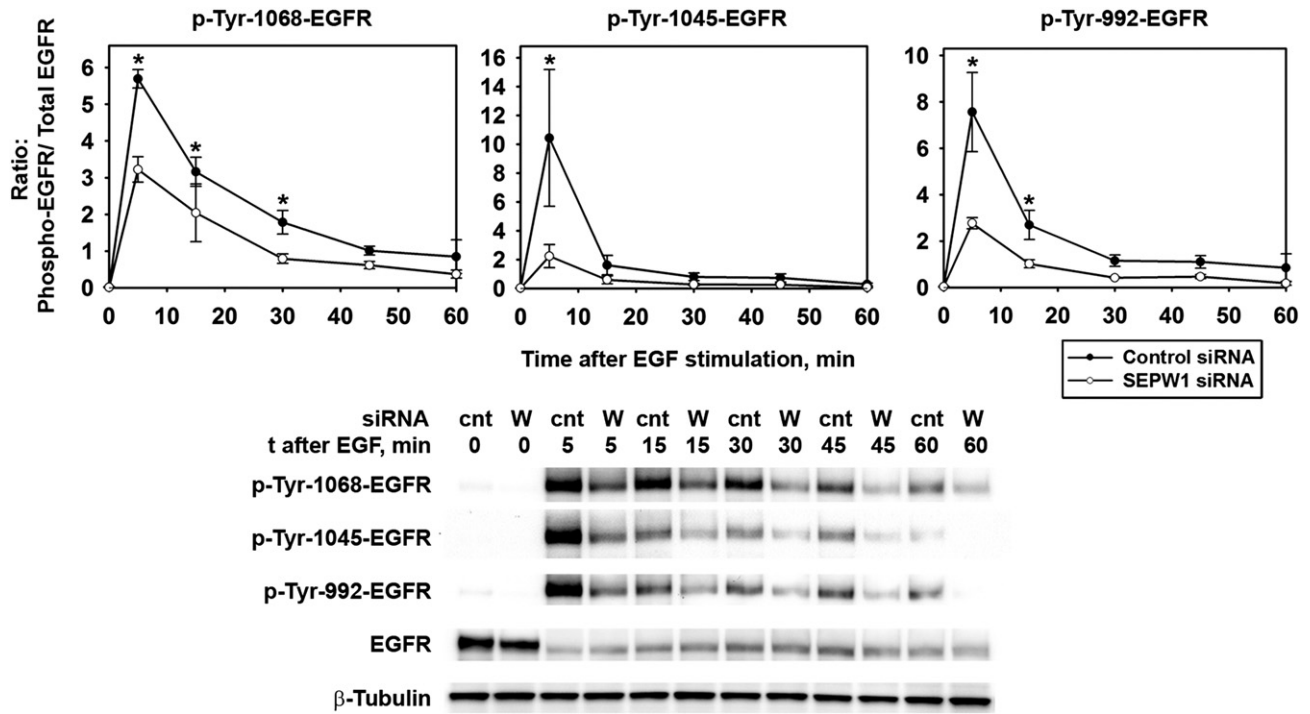 p-Tyr-1068-EGFR
p-Tyr-1045-EGFR
p-Tyr-992-EGFR
Ratio:
Phospho-EGFR/ Total EGFR
6
5
4
3
2
1
0
* * *
0 10 20 30 40 50 60
16
14
12
10
8
6
4
2
0
*
0 10 20 30 40 50 60
10
8
6
4
2
0
* *
0 10 20 30 40 50 60
Time after EGF stimulation, min
Control siRNA
SEPW1 siRNA
siRNA cnt W cnt W cnt W cnt W cnt W cnt W
t after EGF, min 0 0 5 5 15 15 30 30 45 45 60 60
p-Tyr-1068-EGFR
p-Tyr-1045-EGFR
p-Tyr-992-EGFR
EGFR
β-Tubulin